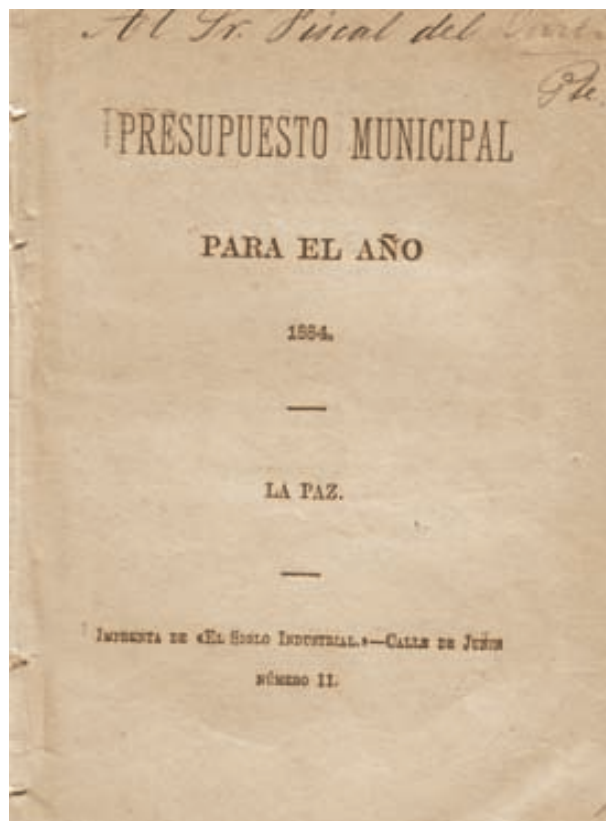 Al Sr. Fiscal del
Pte.
PRESUPUESTO MUNICIPAL
PARA EL AÑO
1884.
LA PAZ.
IMPRENTA DE «EL SIGLO INDUSTRIAL.»—CALLE DE JUNIN
NÚMERO 11.